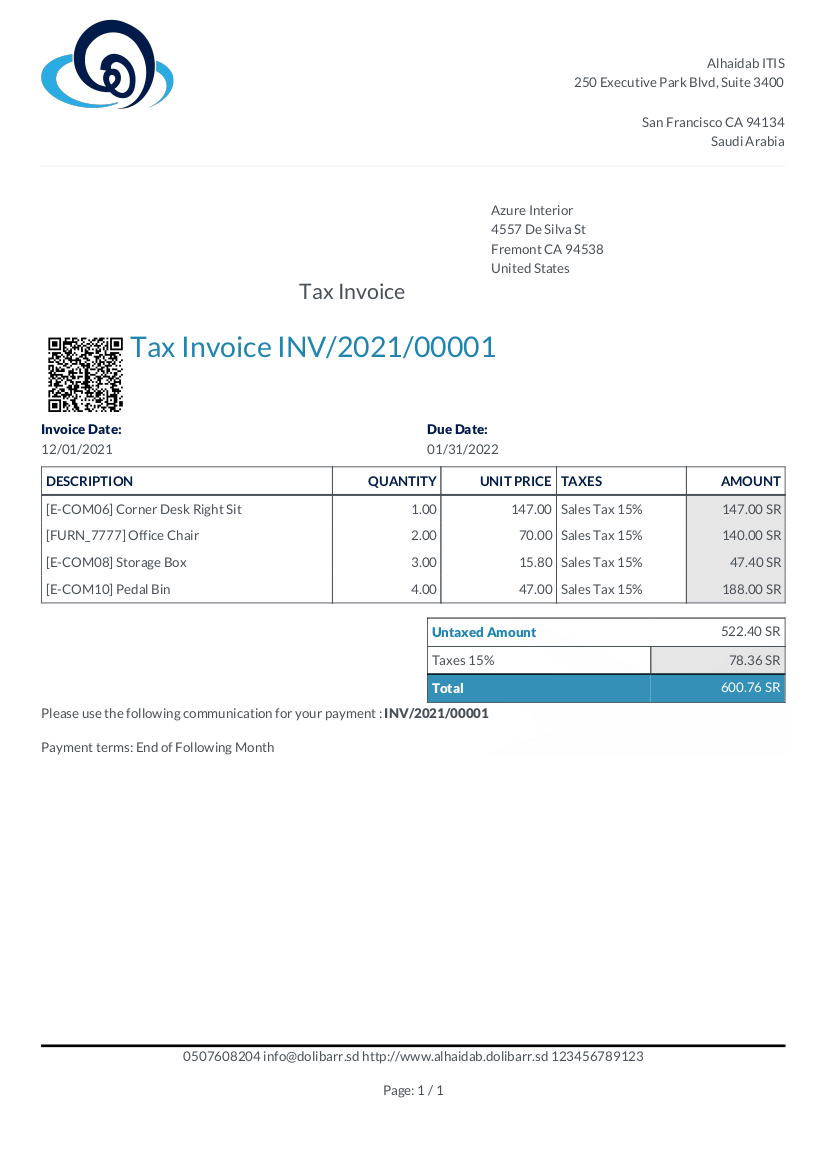 Alhaidab ITIS
250 Executive Park Blvd, Suite 3400
San Francisco CA 94134
Saudi Arabia
Azure Interior
4557 De Silva St
Fremont CA 94538
United States
Tax Invoice
Tax Invoice INV/2021/00001
Invoice Date: Due Date:
12/01/2021 01/31/2022
DESCRIPTION QUANTITY UNIT PRICE TAXES AMOUNT
[E-COM06] Corner Desk Right Sit 1.00 147.00 Sales Tax 15% 147.00 SR
[FURN_7777] Office Chair 2.00 70.00 Sales Tax 15% 140.00 SR
[E-COM08] Storage Box 3.00 15.80 Sales Tax 15% 47.40 SR
[E-COM10] Pedal Bin 4.00 47.00 Sales Tax 15% 188.00 SR
Untaxed Amount 522.40 SR
Taxes 15% 78.36 SR
Total 600.76 SR
Please use the following communication for your payment : INV/2021/00001
Payment terms: End of Following Month
0507608204 info@dolibarr.sd http://www.alhaidab.dolibarr.sd 123456789123
Page: 1 / 1